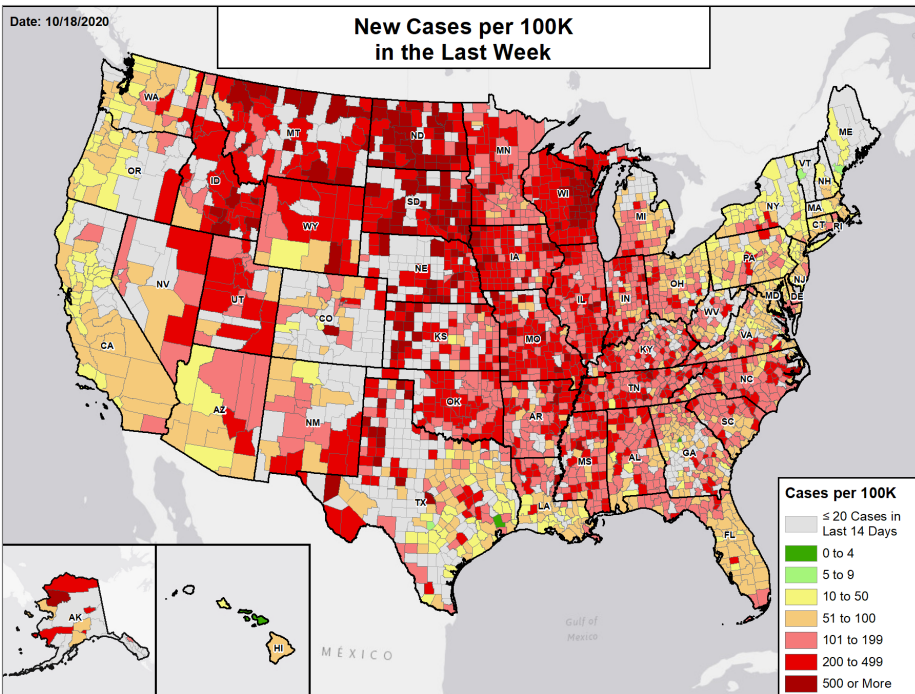 Date: 10/18/2020
New Cases per 100K
in the Last Week
WA
MT
ND
MN
ME
VT
NH
OR
ID
SD
WI
MI
NY
MA
CT
RI
WY
IA
PA
NE
NJ
NV
UT
CO
IL
IN
OH
MD
DE
WV
VA
CA
KS
MO
KY
AZ
NM
OK
AR
TN
NC
SC
MS
AL
GA
TX
LA
FL
AK
HI
MÉXICO
Gulf of
Mexico
Cases per 100K
≤ 20 Cases in
Last 14 Days
0 to 4
5 to 9
10 to 50
51 to 100
101 to 199
200 to 499
500 or More